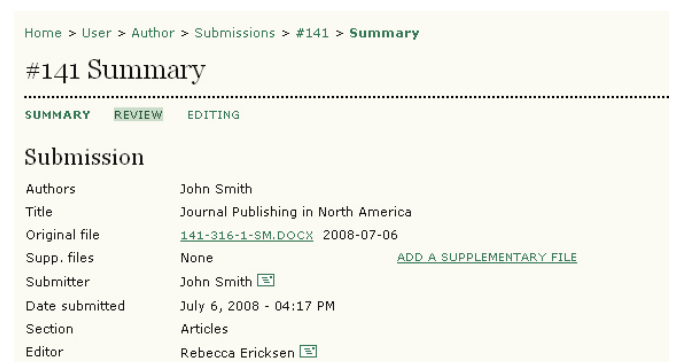 Home > User > Author > Submissions > #141 > Summary
#141 Summary
SUMMARY REVIEW EDITING
Submission
Authors John Smith
Title Journal Publishing in North America
Original file 141-316-1-SM.DOCX 2008-07-06
Supp. files None ADD A SUPPLEMENTARY FILE
Submitter John Smith
Date submitted July 6, 2008 - 04:17 PM
Section Articles
Editor Rebecca Ericksen